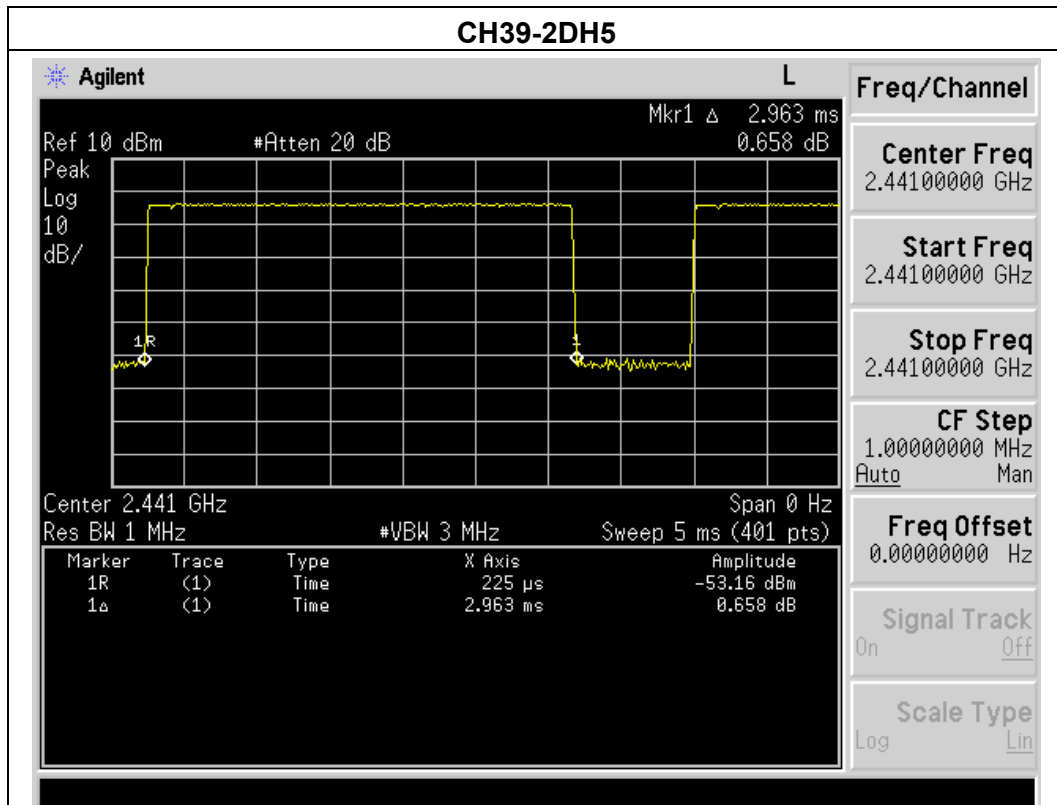 CH39-2DH5
Agilent L
Mkr1 Δ 2.963 ms
Ref 10 dBm #Atten 20 dB 0.658 dB
Peak
Log
10
dB/
1R
1
Center 2.441 GHz Span 0 Hz
Res BW 1 MHz #VBW 3 MHz Sweep 5 ms (401 pts)
Marker Trace Type X Axis Amplitude
1R (1) Time 225 µs -53.16 dBm
1Δ (1) Time 2.963 ms 0.658 dB
Freq/Channel
Center Freq
2.44100000 GHz
Start Freq
2.44100000 GHz
Stop Freq
2.44100000 GHz
CF Step
1.00000000 MHz
Auto Man
Freq Offset
0.00000000 Hz
Signal Track
On Off
Scale Type
Log Lin